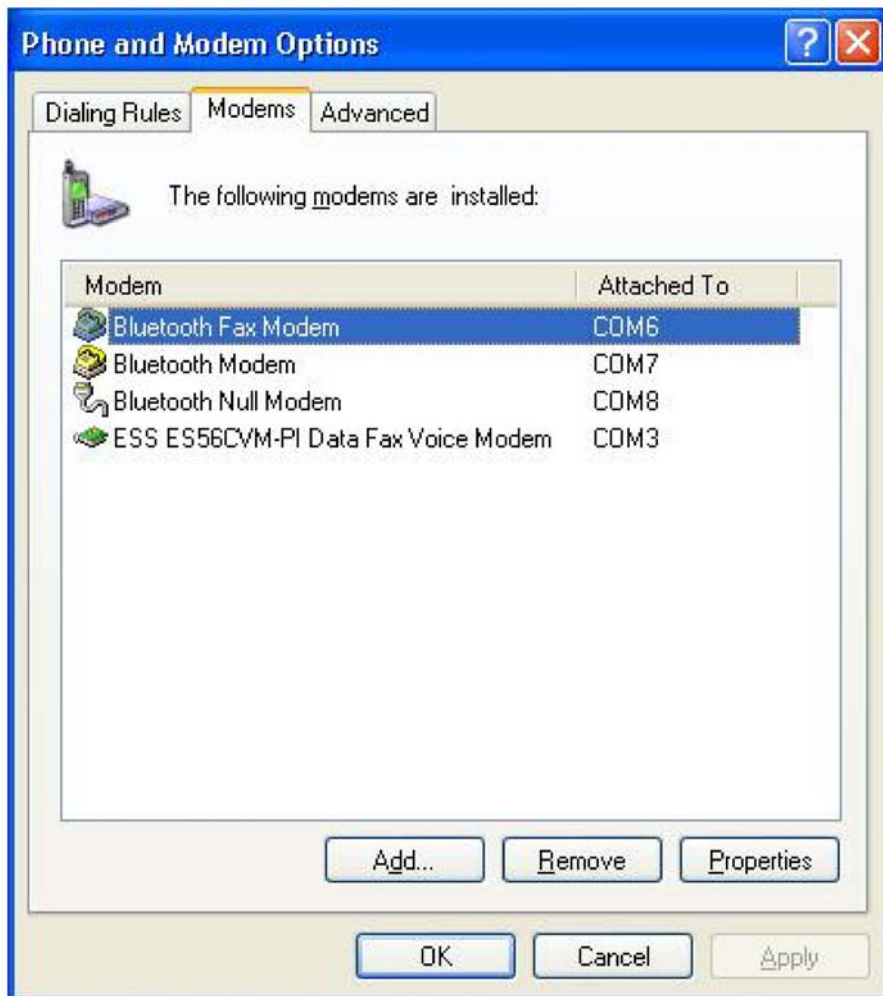 Phone and Modem Options
Dialing Rules Modems Advanced
The following modems are installed:
Modem Attached To
Bluetooth Fax Modem COM6
Bluetooth Modem COM7
Bluetooth Null Modem COM8
ESS ES56CVM-PI Data Fax Voice Modem COM3
Add... Remove Properties
OK Cancel Apply